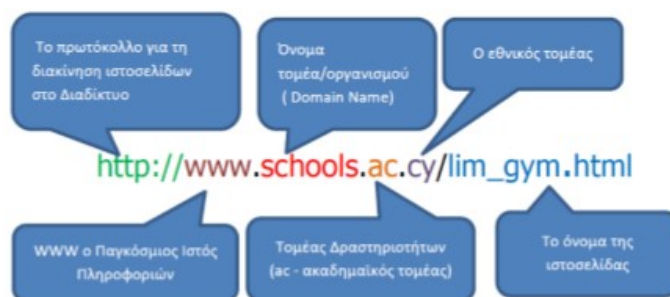 Το πρωτόκολλο για τη
διακίνηση ιστοσελίδων
στο Διαδίκτυο
Όνομα
τομέα/οργανισμού
( Domain Name)
Ο εθνικός τομέας
http://www.schools.ac.cy/lim_gym.html
WWW ο Παγκόσμιος Ιστός
Πληροφοριών
Τομέας Δραστηριοτήτων
(ac - ακαδημαϊκός τομέας)
Το όνομα της
ιστοσελίδας